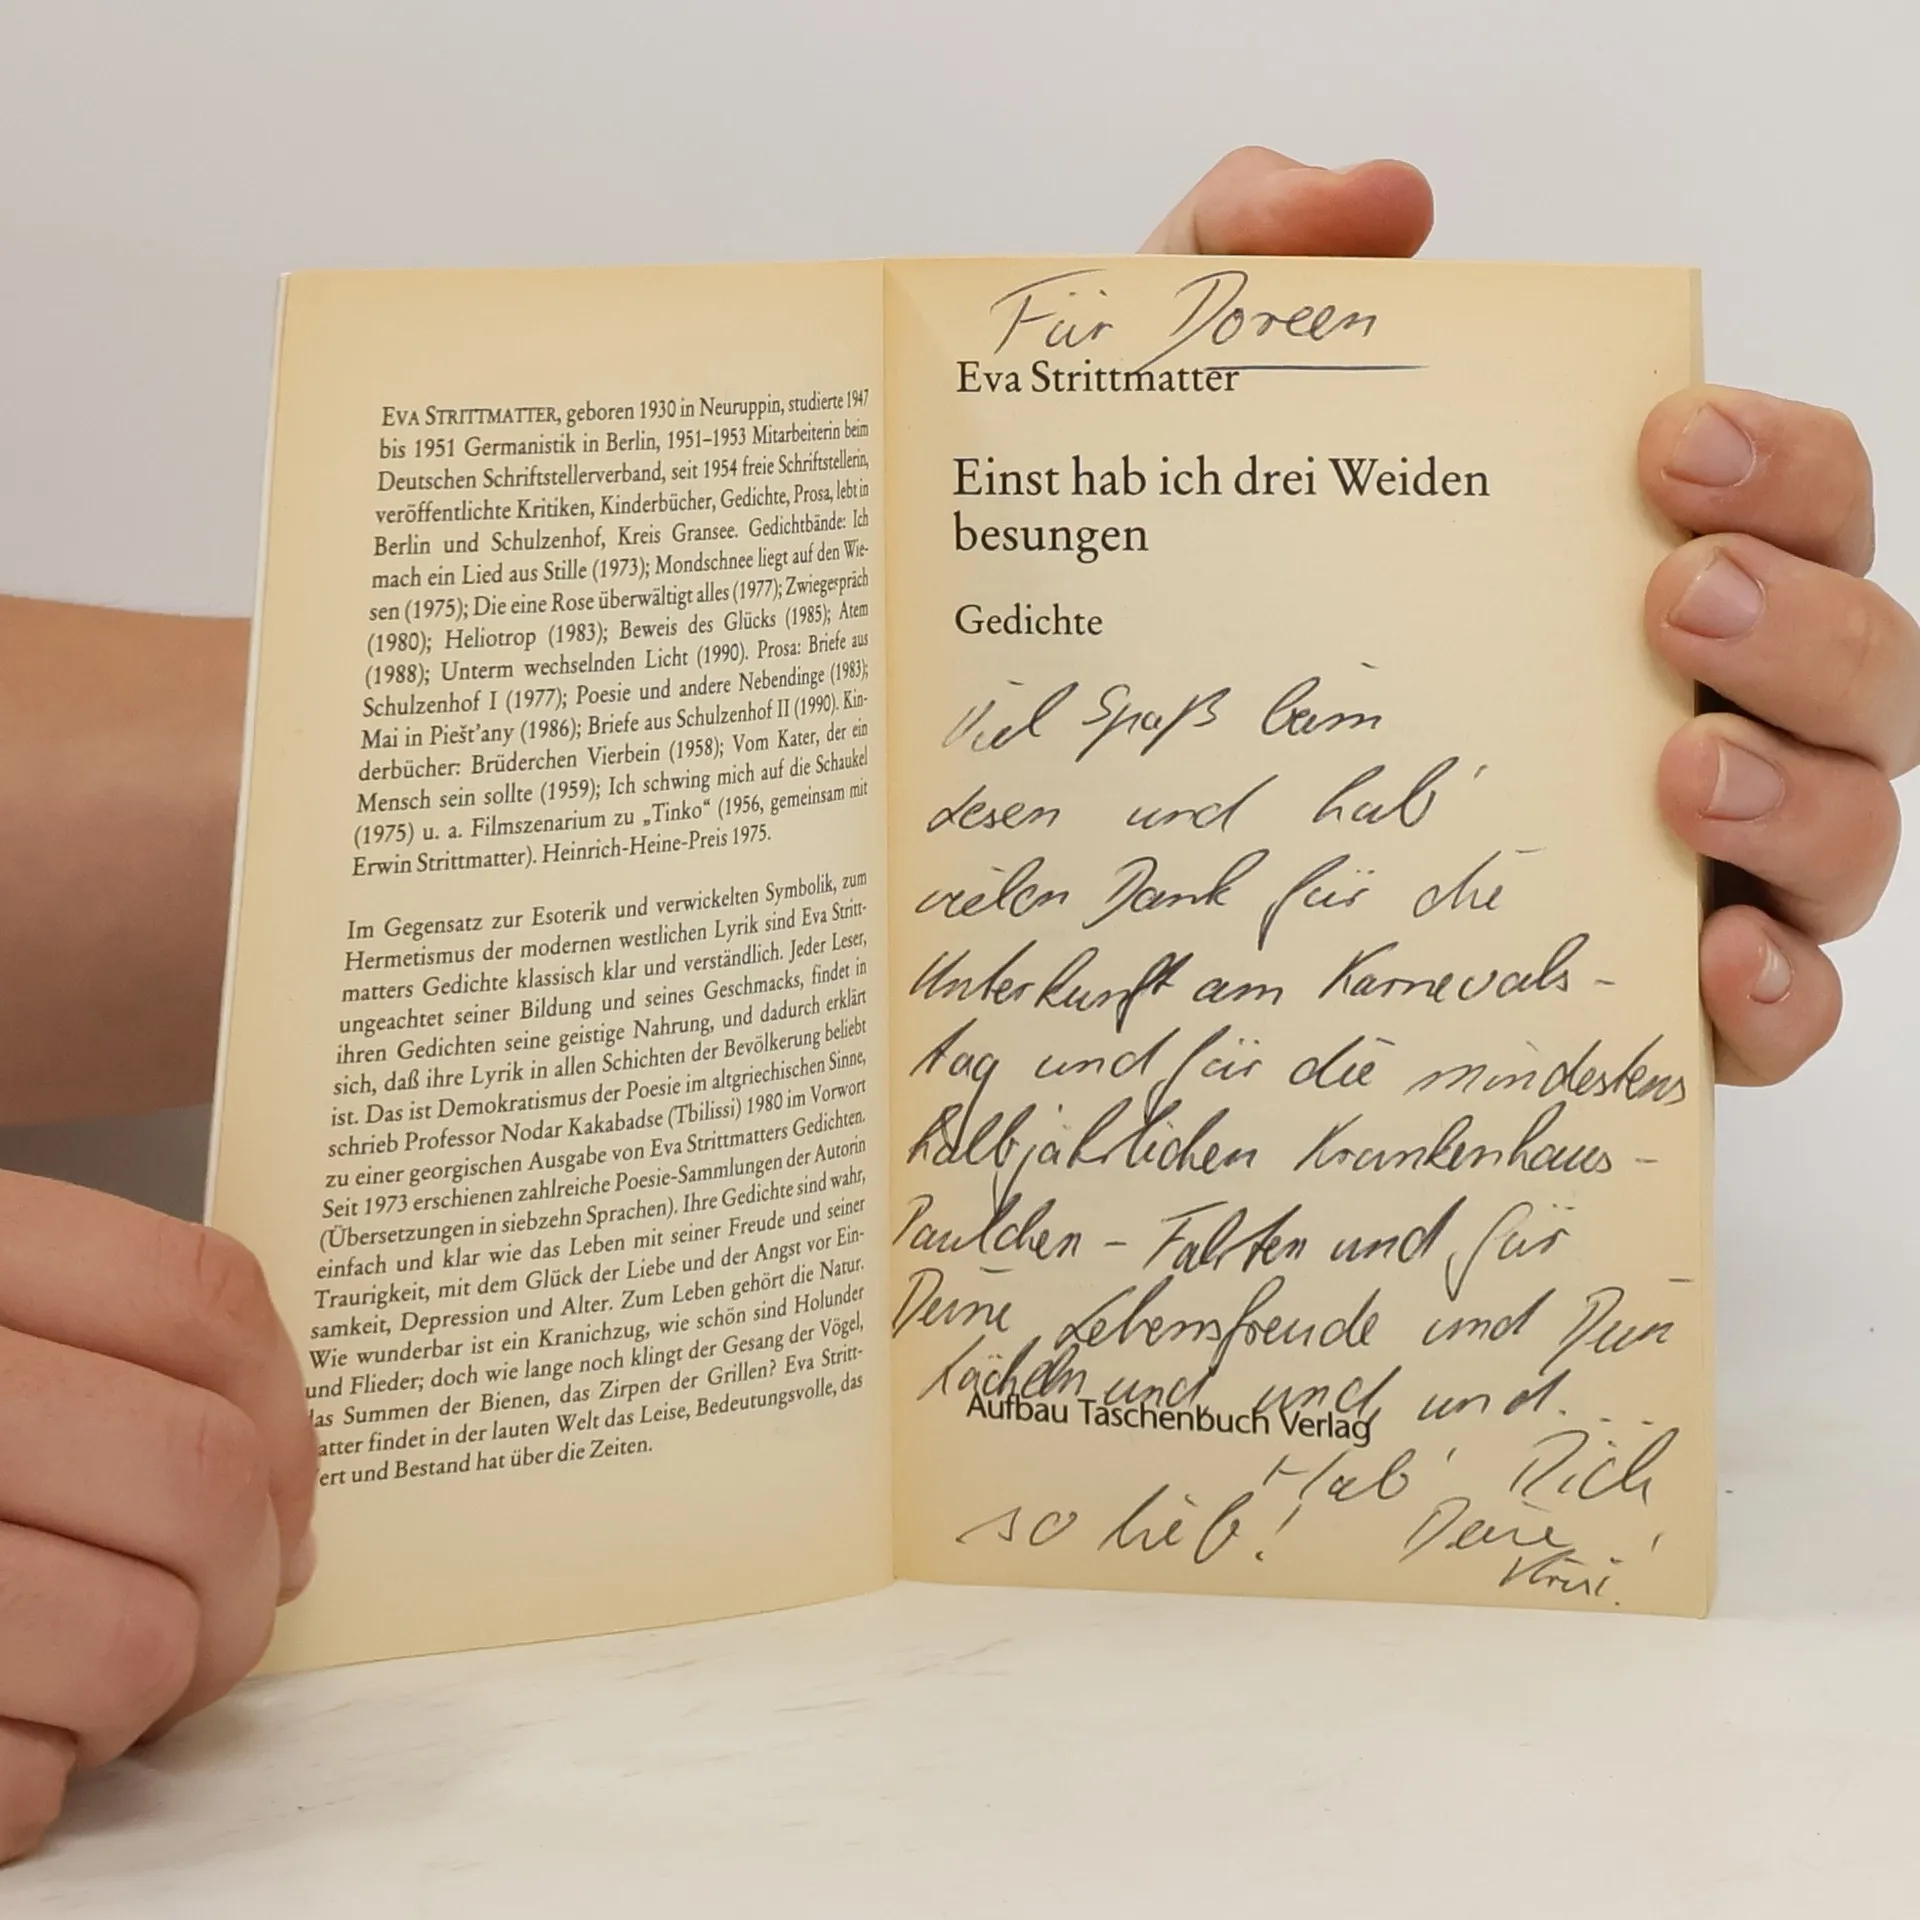 EVA STRITTMATTER, geboren 1930 in Neuruppin, studierte 1947
bis 1951 Germanistik in Berlin, 1951–1953 Mitarbeiterin beim
Deutschen Schriftstellerverband, seit 1954 freie Schriftstellerin,
veröffentlichte Kritiken, Kinderbücher, Gedichte, Prosa, lebt in
Berlin und Schulzenhof, Kreis Gransee. Gedichtbände: Ich
mach ein Lied aus Stille (1973); Mondschnee liegt auf den Wie-
sen (1975); Die eine Rose überwältigt alles (1977); Zwiegespräch
(1980); Heliotrop (1983); Beweis des Glücks (1985); Atem
(1988); Unterm wechselnden Licht (1990). Prosa: Briefe aus
Schulzenhof I (1977); Poesie und andere Nebendinge (1983);
Mai in Piešt'any (1986); Briefe aus Schulzenhof II (1990). Kin-
derbücher: Brüderchen Vierbein (1958); Vom Kater, der ein
Mensch sein sollte (1959); Ich schwing mich auf die Schaukel
(1975) u. a. Filmszenarium zu „Tinko“ (1956, gemeinsam mit
Erwin Strittmatter). Heinrich-Heine-Preis 1975.
Im Gegensatz zur Esoterik und verwickelten Symbolik, zum
Hermetismus der modernen westlichen Lyrik sind Eva Stritt-
matters Gedichte klassisch klar und verständlich. Jeder Leser,
ungeachtet seiner Bildung und seines Geschmacks, findet in
ihren Gedichten seine geistige Nahrung, und dadurch erklärt
sich, daß ihre Lyrik in allen Schichten der Bevölkerung beliebt
ist. Das ist Demokratismus der Poesie im altgriechischen Sinne,
schrieb Professor Nodar Kakabadse (Tbilissi) 1980 im Vorwort
zu einer georgischen Ausgabe von Eva Strittmatters Gedichten.
Seit 1973 erschienen zahlreiche Poesie-Sammlungen der Autorin
(Übersetzungen in siebzehn Sprachen). Ihre Gedichte sind wahr,
einfach und klar wie das Leben mit seiner Freude und seiner
Traurigkeit, mit dem Glück der Liebe und der Angst vor Ein-
samkeit, Depression und Alter. Zum Leben gehört die Natur.
Wie wunderbar ist ein Kranichzug, wie schön sind Holunder
und Flieder; doch wie lange noch klingt der Gesang der Vögel,
das Summen der Bienen, das Zirpen der Grillen? Eva Stritt-
atter findet in der lauten Welt das Leise, Bedeutungsvolle, das
ert und Bestand hat über die Zeiten.
Für Doreen
Eva Strittmatter
Einst hab ich drei Weiden
besungen
Gedichte
Viel Spaß beim
Lesen und hab'
vielen Dank für die
Unterkunft am Karnevals-
tag und für die mindestens
halbjährlichen Krankenhaus-
Paulchen - Fahrten und für
Deine Lebensfreude und Dein
Lächeln und, und, und...
Aufbau Taschenbuch Verlag
Hab' Dich
so lieb! Deine